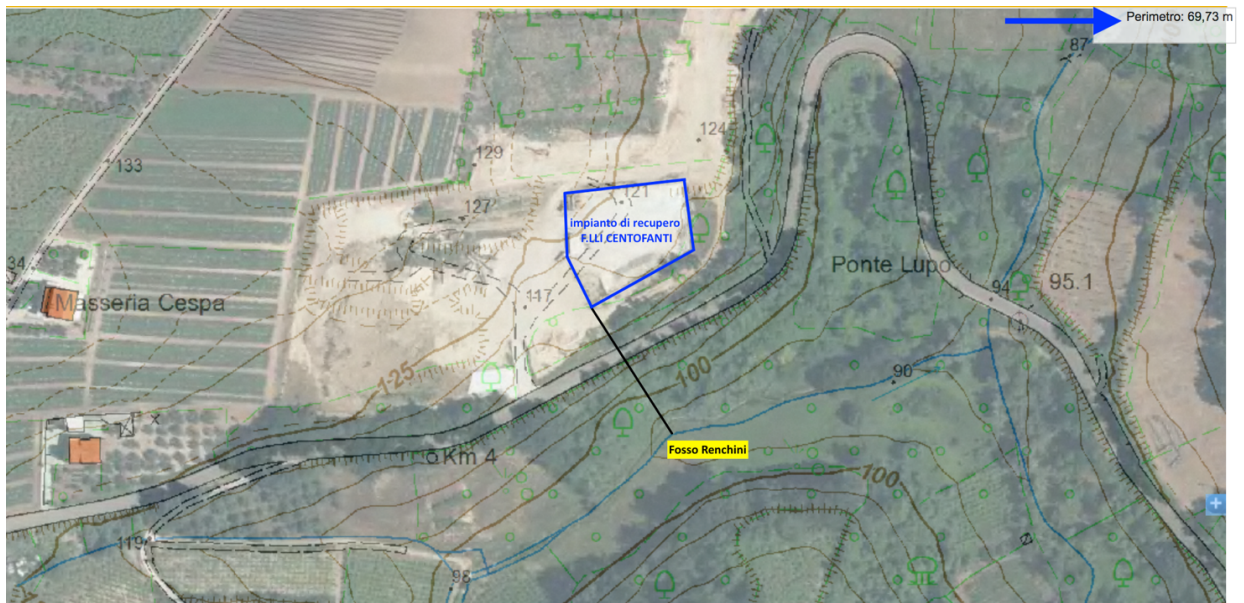 Perimetro: 69,73 m
87
124
129
133
121
127
impianto di recupero
F.LLI CENTOFANTI
34
Ponte Lupo
94
95.1
117
Masseria Cespa
125
100
90
Fosso Renchini
Km 4
100
119
98